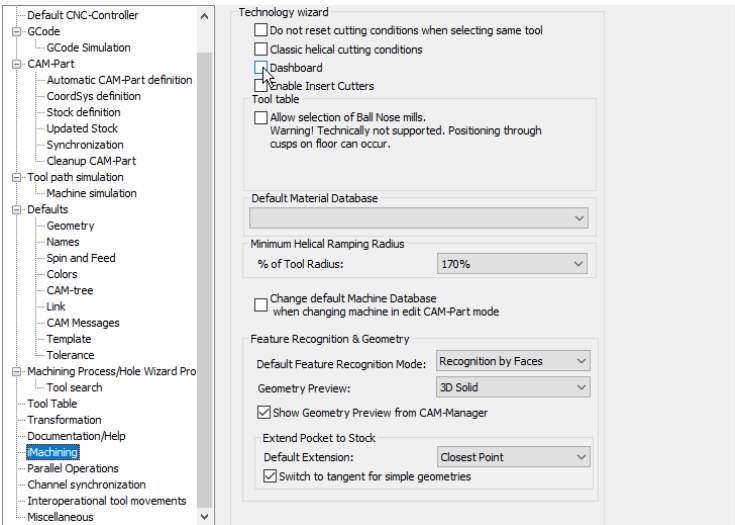 Default CNC-Controller
GCode
GCode Simulation
CAM-Part
Automatic CAM-Part definition
CoordSys definition
Stock definition
Updated Stock
Synchronization
Cleanup CAM-Part
Tool path simulation
Machine simulation
Defaults
Geometry
Names
Spin and Feed
Colors
CAM-tree
Link
CAM Messages
Template
Tolerance
Machining Process/Hole Wizard Pro
Tool search
Tool Table
Transformation
Documentation/Help
iMachining
Parallel Operations
Channel synchronization
Interoperational tool movements
Miscellaneous
Technology wizard
Do not reset cutting conditions when selecting same tool
Classic helical cutting conditions
Dashboard
Enable Insert Cutters
Tool table
Allow selection of Ball Nose mills.
Warning! Technically not supported. Positioning through
cusps on floor can occur.
Default Material Database
Minimum Helical Ramping Radius
% of Tool Radius: 170%
Change default Machine Database
when changing machine in edit CAM-Part mode
Feature Recognition & Geometry
Default Feature Recognition Mode: Recognition by Faces
Geometry Preview: 3D Solid
Show Geometry Preview from CAM-Manager
Extend Pocket to Stock
Default Extension: Closest Point
Switch to tangent for simple geometries